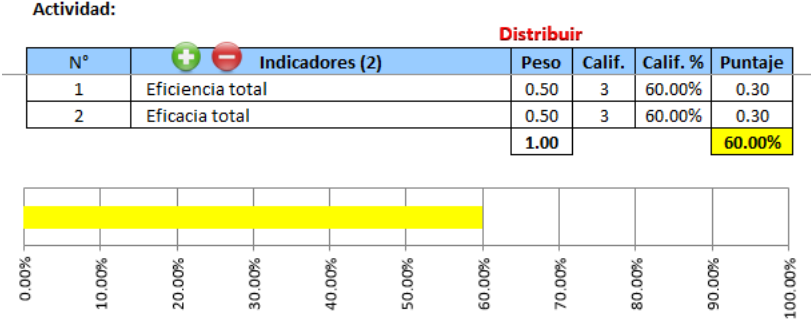 Actividad:
Distribuir
N° Indicadores (2) Peso Calif. Calif. % Puntaje
1 Eficiencia total 0.50 3 60.00% 0.30
2 Eficacia total 0.50 3 60.00% 0.30
1.00 60.00%
0.00% 10.00% 20.00% 30.00% 40.00% 50.00% 60.00% 70.00% 80.00% 90.00% 100.00%